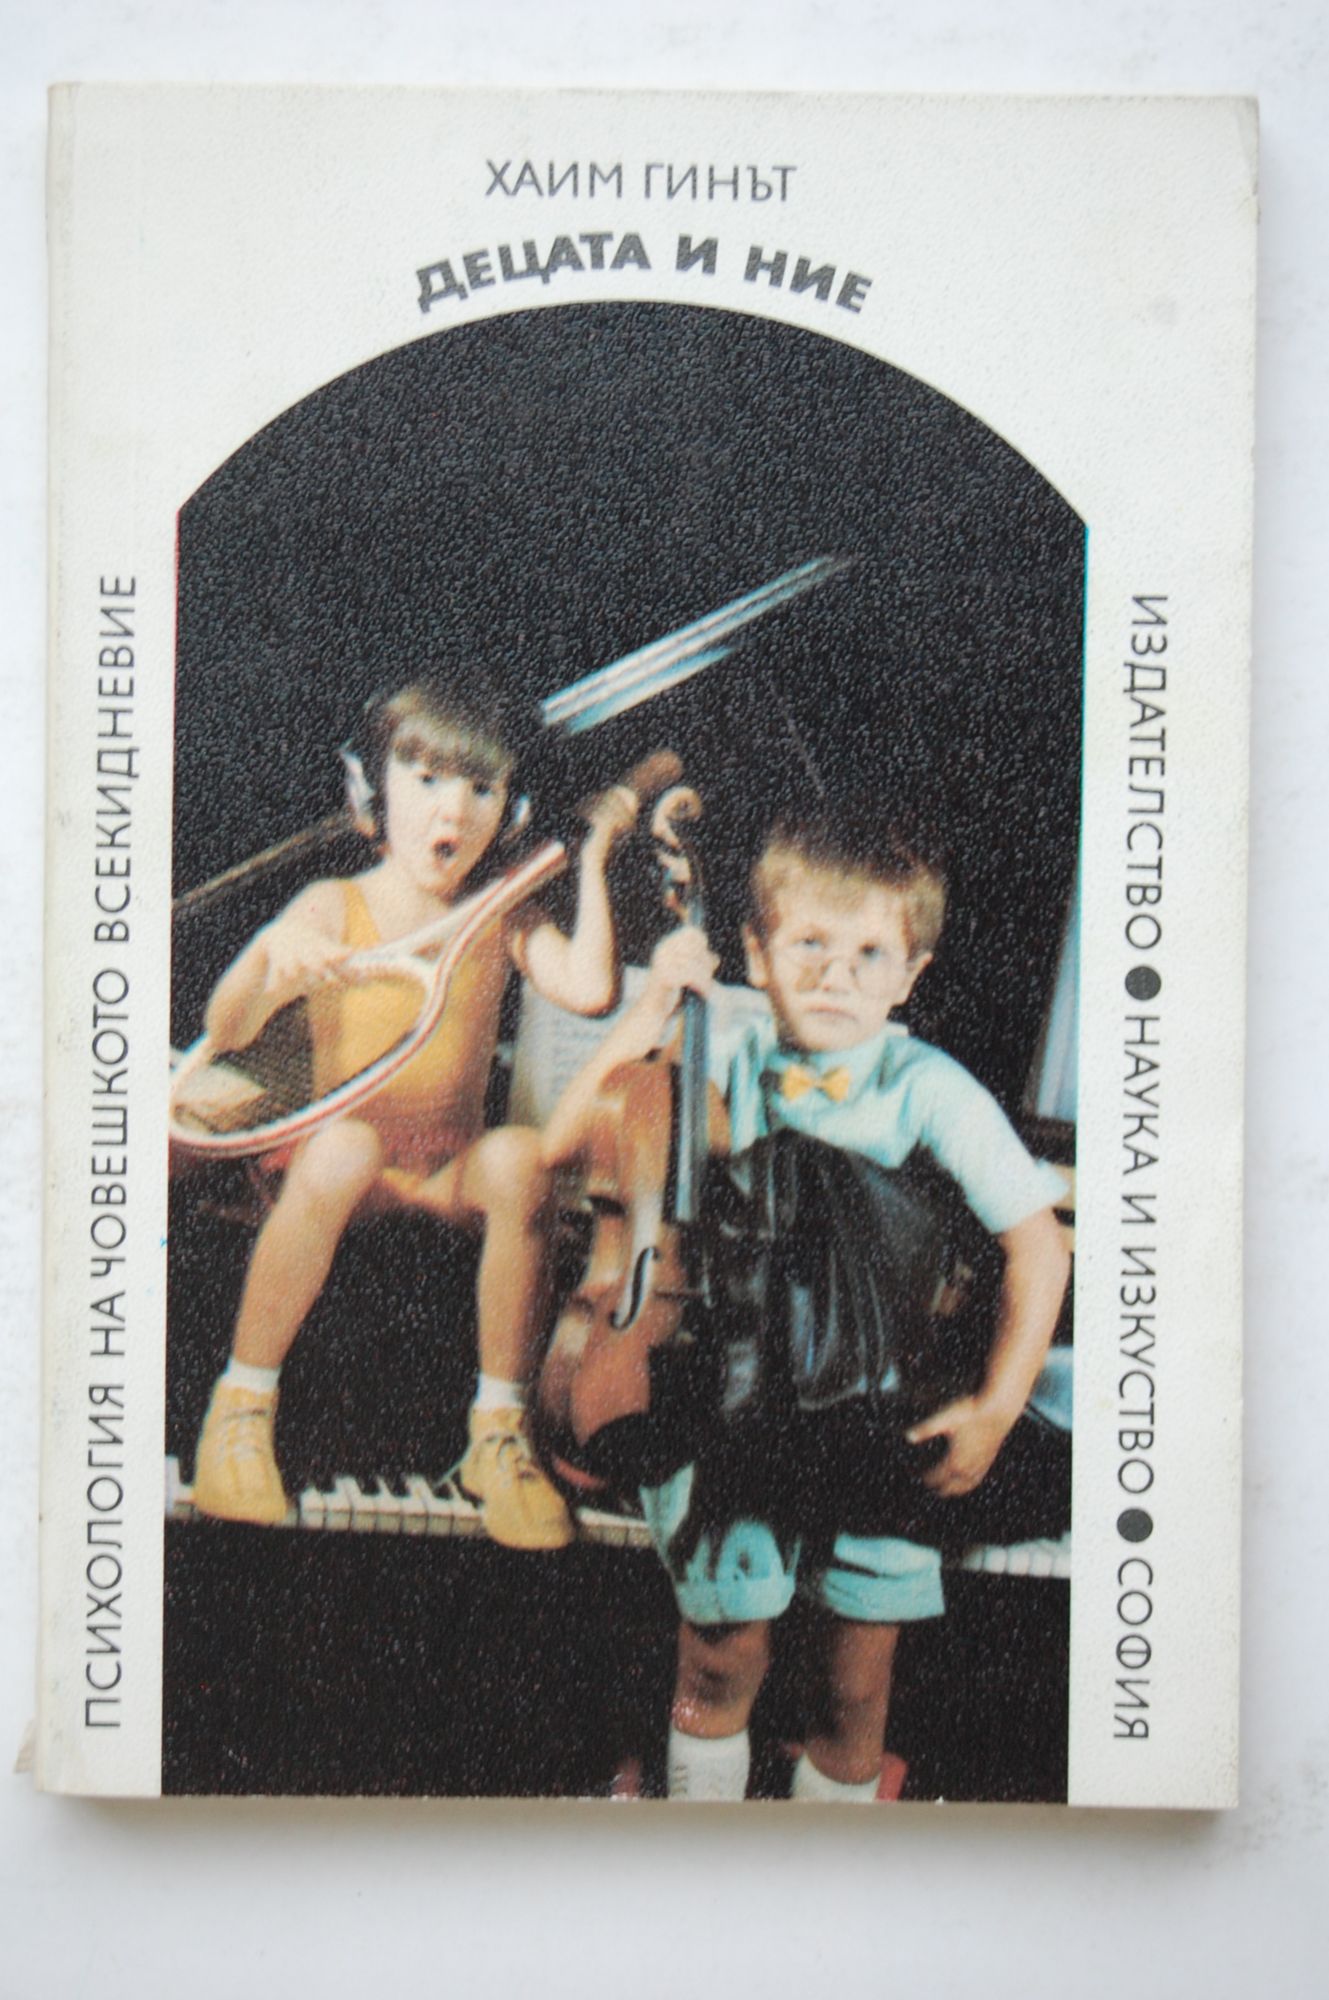 ХАИМ ГИНЪТ
ДЕЦАТА И НИЕ
ПСИХОЛОГИЯ НА ЧОВЕШКОТО ВСЕКИДНЕВИЕ
ИЗДАТЕЛСТВО ● НАУКА И ИЗКУСТВО ● СОФИЯ